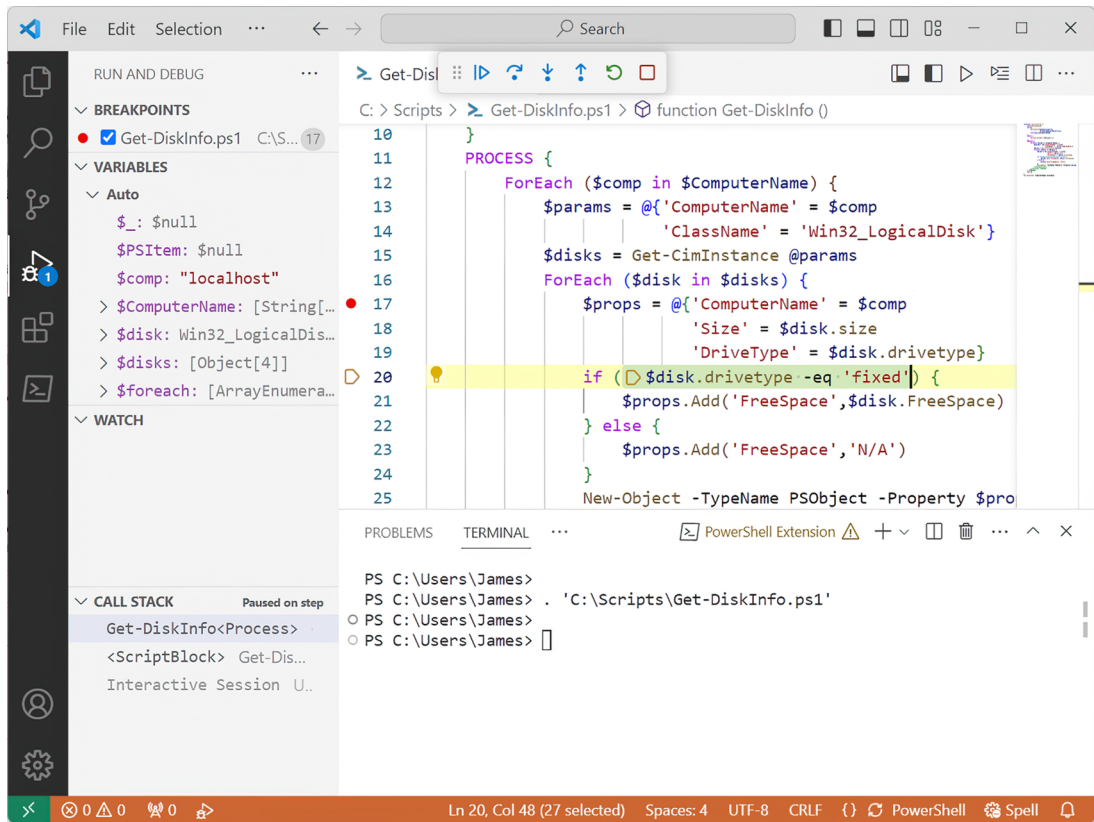 File Edit Selection ··· Search
RUN AND DEBUG ···
BREAKPOINTS
Get-DiskInfo.ps1 C:\S... 17
VARIABLES
Auto
$_: $null
$PSItem: $null
$comp: "localhost"
$ComputerName: [String[...
$disk: Win32_LogicalDis...
$disks: [Object[4]]
$foreach: [ArrayEnumera...
WATCH
CALL STACK Paused on step
Get-DiskInfo<Process>
<ScriptBlock> Get-Dis...
Interactive Session U..
1
Get-Dis
C: > Scripts > Get-DiskInfo.ps1 > function Get-DiskInfo ()
10 }
11 PROCESS {
12 ForEach ($comp in $ComputerName) {
13 $params = @{'ComputerName' = $comp
14 'ClassName' = 'Win32_LogicalDisk'}
15 $disks = Get-CimInstance @params
16 ForEach ($disk in $disks) {
17 $props = @{'ComputerName' = $comp
18 'Size' = $disk.size
19 'DriveType' = $disk.drivetype}
20 if ($disk.drivetype -eq 'fixed') {
21 $props.Add('FreeSpace',$disk.FreeSpace)
22 } else {
23 $props.Add('FreeSpace','N/A')
24 }
25 New-Object -TypeName PSObject -Property $pro
PROBLEMS TERMINAL ··· PowerShell Extension ···
PS C:\Users\James>
PS C:\Users\James> . 'C:\Scripts\Get-DiskInfo.ps1'
PS C:\Users\James>
PS C:\Users\James>
0 0 0 Ln 20, Col 48 (27 selected) Spaces: 4 UTF-8 CRLF {} PowerShell Spell